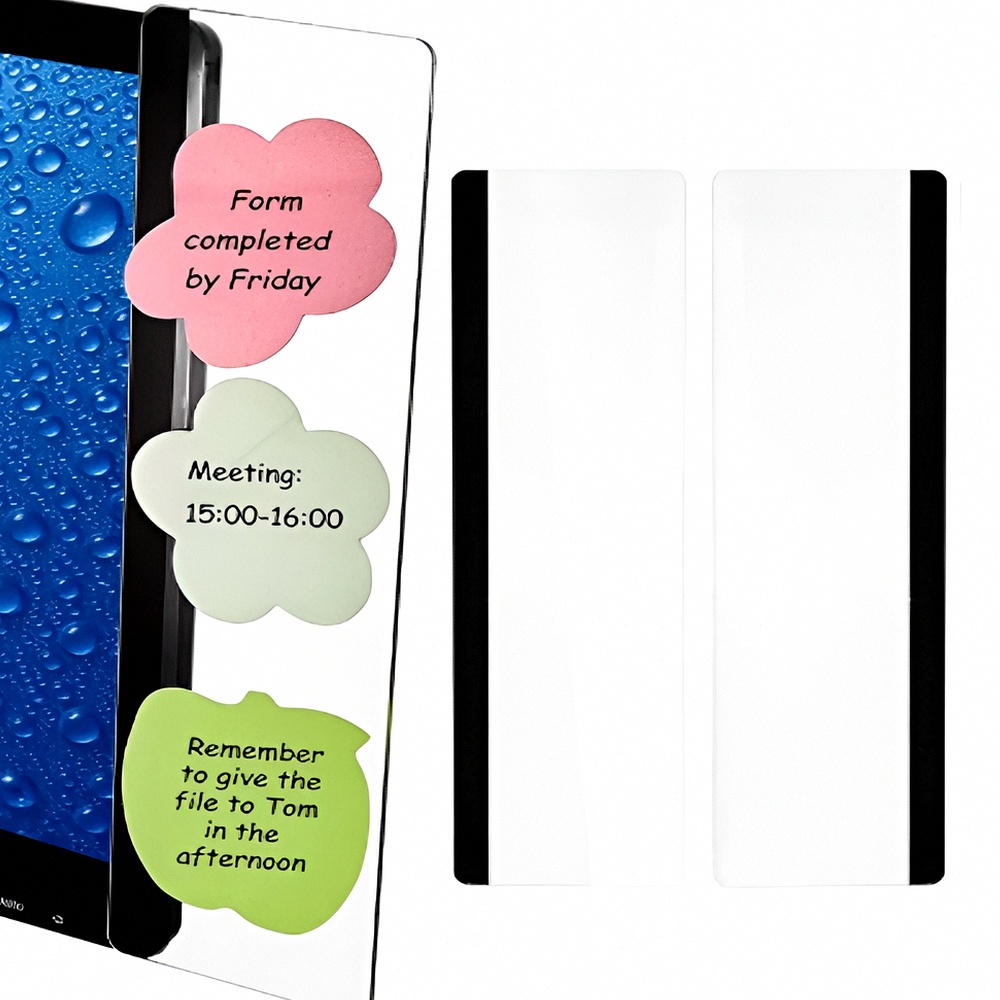 Form
completed
by Friday
Meeting:
15:00-16:00
Remember
to give the
file to Tom
in the
afternoon